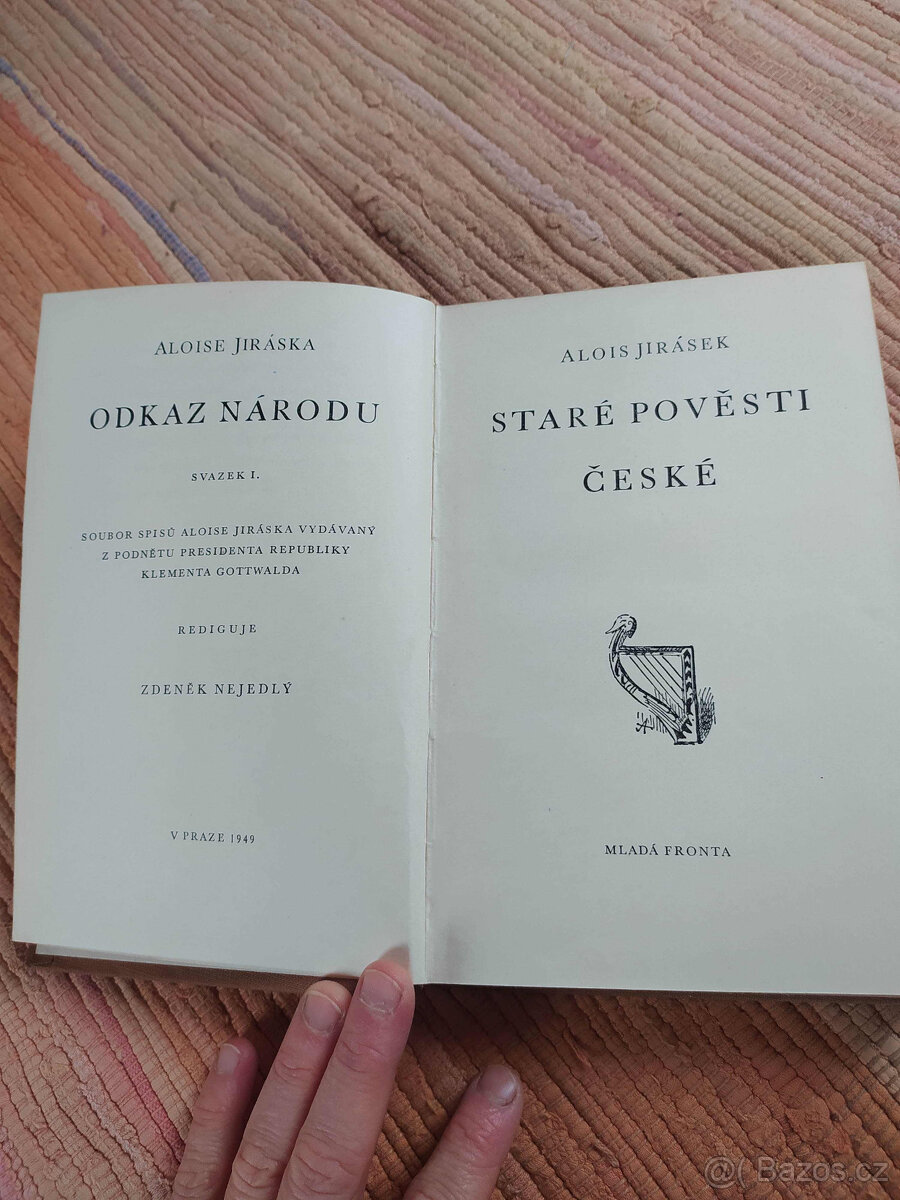 ALOISE JIRÁSKA
ODKAZ NÁRODU
SVAZEK I.
SOUBOR SPISŮ ALOISE JIRÁSKA VYDÁVANÝ
Z PODNĚTU PRESIDENTA REPUBLIKY
KLEMENTA GOTTWALDA
REDIGUJE
ZDENĚK NEJEDLÝ
V PRAZE 1949
ALOIS JIRÁSEK
STARÉ POVĚSTI
ČESKÉ
MLADÁ FRONTA
@( Bazos.cz